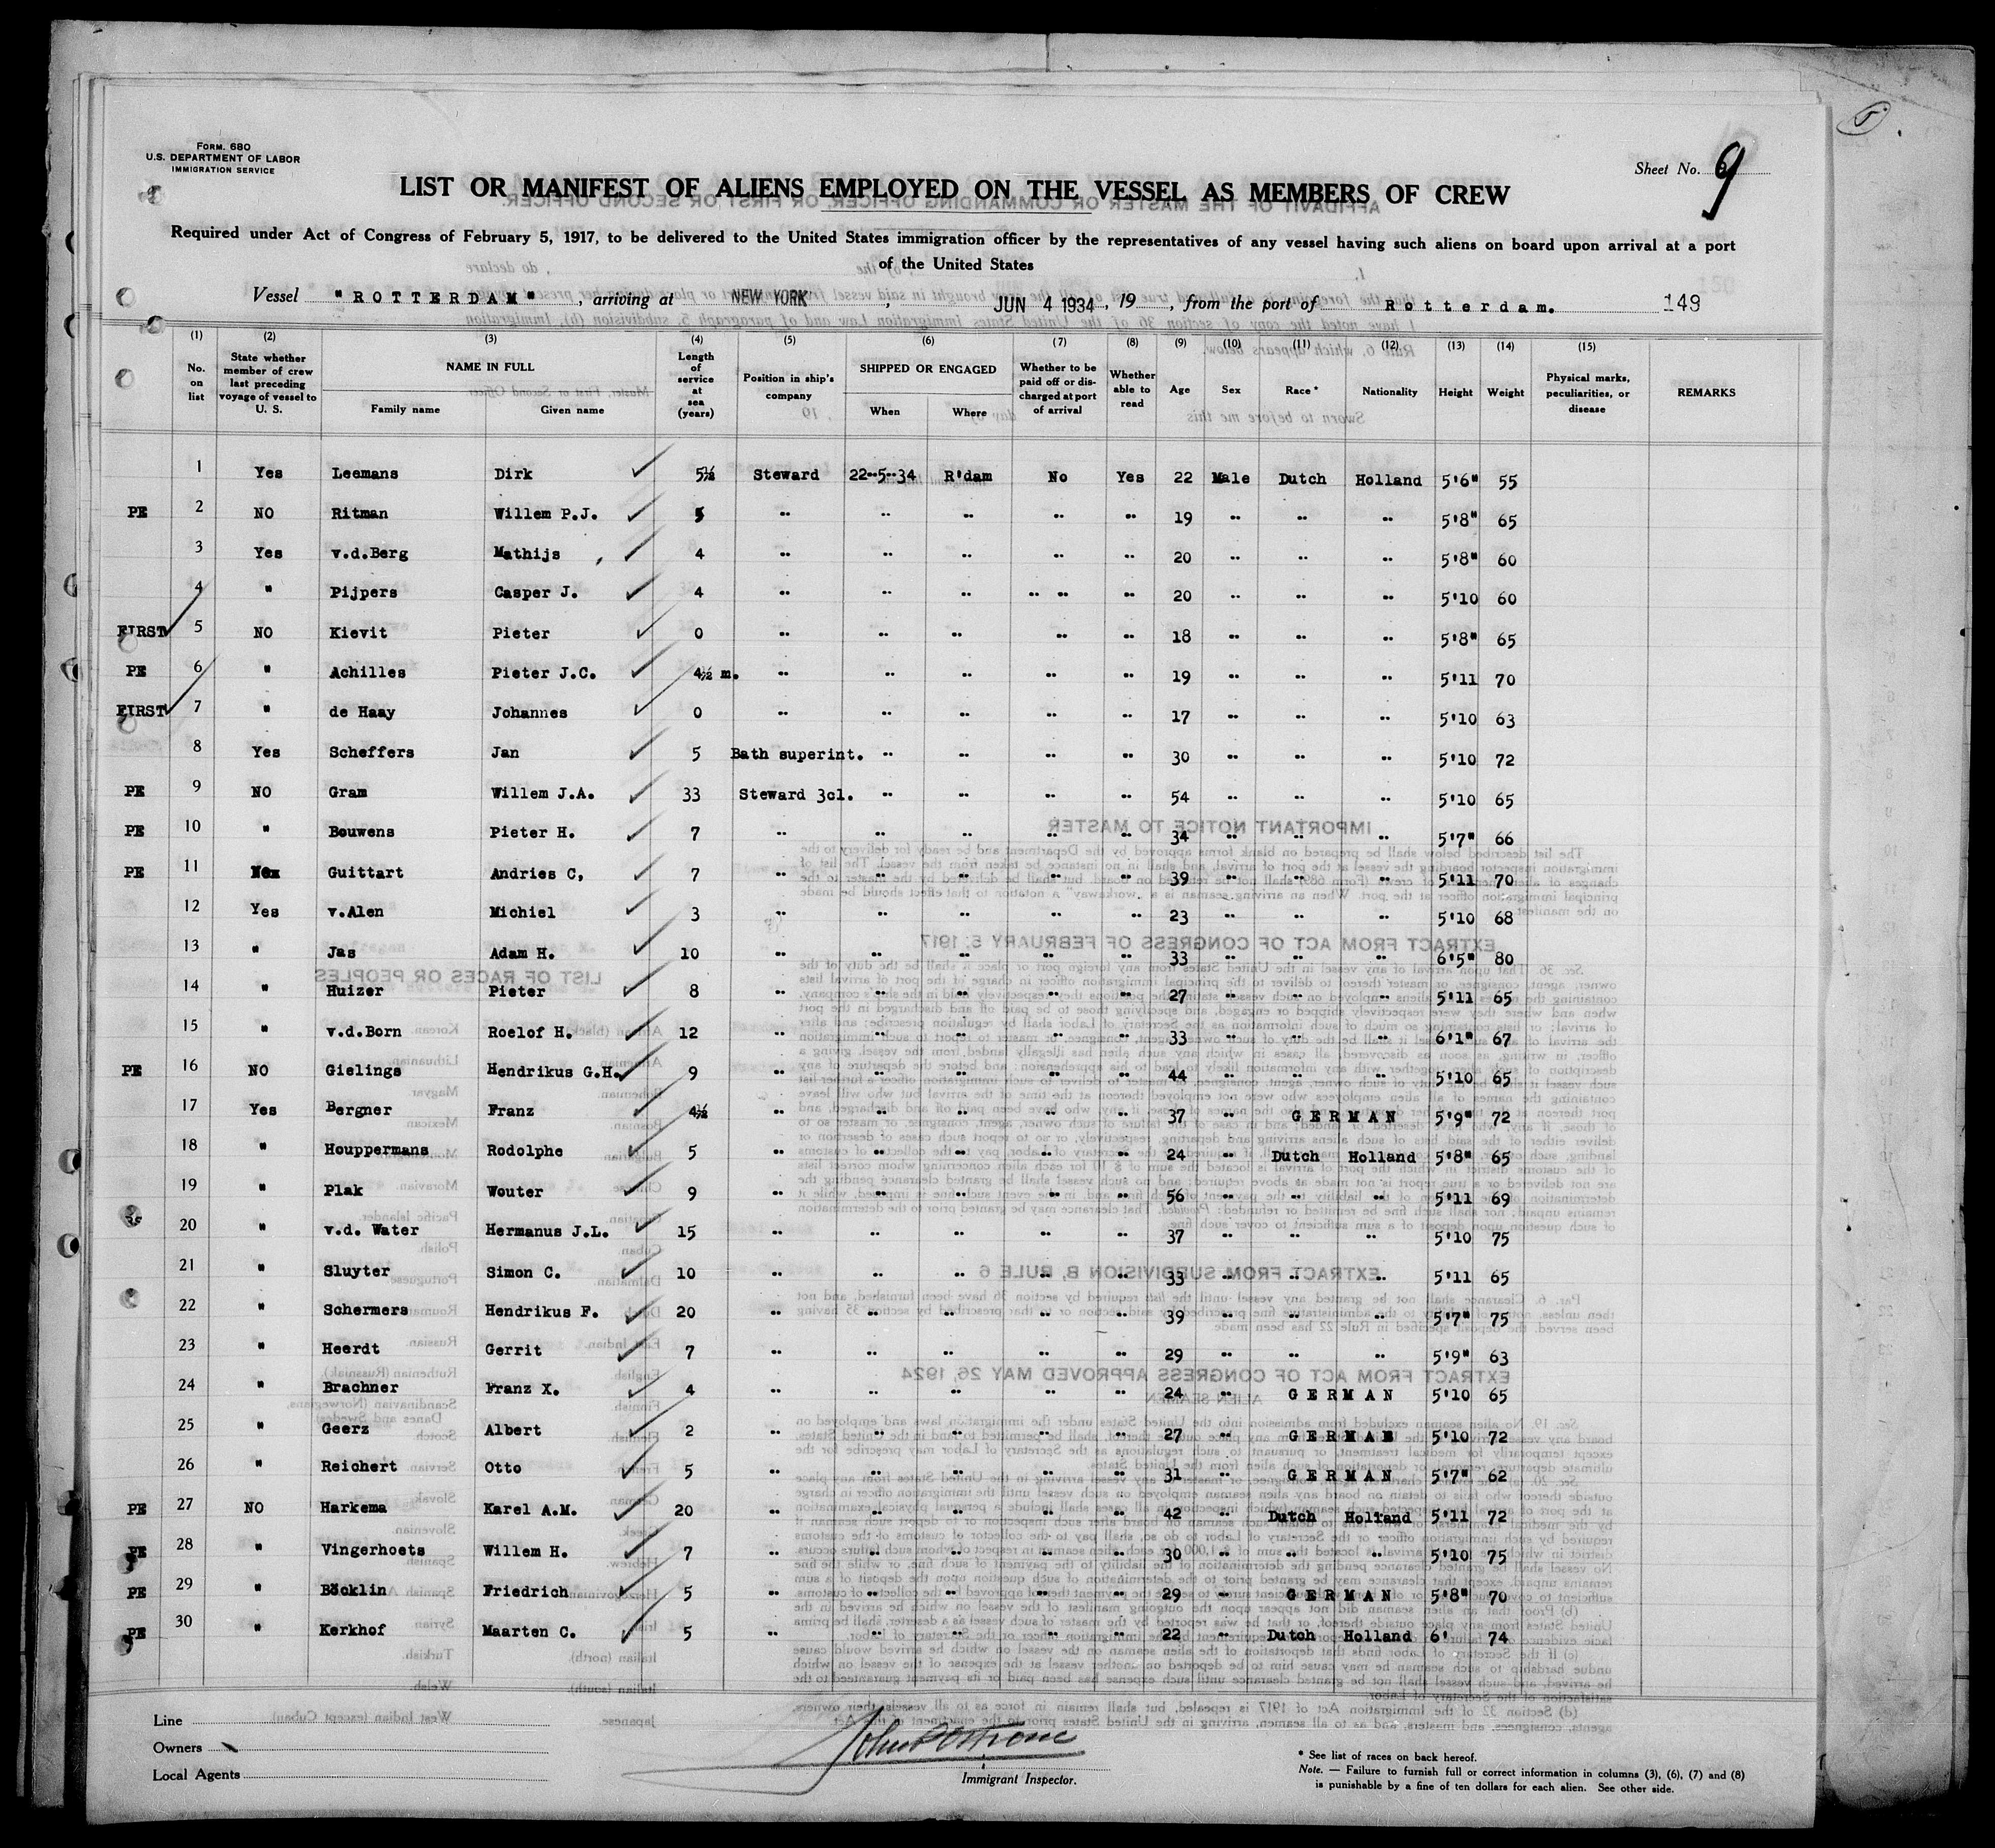 Form. 680
U.S. DEPARTMENT OF LABOR
IMMIGRATION SERVICE
Sheet No. 9
LIST OR MANIFEST OF ALIENS EMPLOYED ON THE VESSEL AS MEMBERS OF CREW
Required under Act of Congress of February 5, 1917, to be delivered to the United States immigration officer by the representatives of any vessel having such aliens on board upon arrival at a port
of the United States
Vessel "ROTTERDAM", arriving at NEW YORK, JUN 4 1934, 19, from the port of Rotterdam. 149
(1) (2) (3) (4) (5) (6) (7) (8) (9) (10) (11) (12) (13) (14) (15)
No. on list State whether member of crew last preceding voyage of vessel to U. S. NAME IN FULL Family name Given name Length of service at sea (years) Position in ship's company SHIPPED OR ENGAGED When Where Whether to be paid off or discharged at port of arrival Whether able to read Age Sex Race* Nationality Height Weight Physical marks, peculiarities, or disease REMARKS
1 Yes Leemans Dirk 5½ Steward 22-5-34 R'dam No Yes 22 Male Dutch Holland 5'6" 55
PE 2 NO Ritman Willem P.J. 5 " " " " " 19 " " " 5'8" 65
3 Yes v.d.Berg Mathijs 4 " " " " " 20 " " " 5'8" 60
4 " Pijpers Casper J. 4 " " " " " " 20 " " " 5'10 60
FIRST 5 NO Kievit Pieter 0 " " " " " 18 " " " 5'8" 65
PE 6 " Achilles Pieter J.C. 4½ m. " " " " " 19 " " " 5'11 70
FIRST 7 " de Haay Johannes 0 " " " " " 17 " " " 5'10 63
8 Yes Scheffers Jan 5 Bath superint. " " " " 30 " " " 5'10 72
PE 9 NO Gram Willem J.A. 33 Steward 3cl. " " " " 54 " " " 5'10 65
PE 10 " Bouwens Pieter H. 7 " " " " " 34 " " " 5'7" 66
PE 11 Guittart Andries C, 7 " " " " " 39 " " " 5'11 70
12 Yes v.Alen Michiel 3 " " " " " 23 " " " 5'10 68
13 " Jas Adam H. 10 " " " " " 33 " " " 6'5" 80
14 " Huizer Pieter 8 " " " " " 27 " " " 5'11 65
15 " v.d.Born Roelof H. 12 " " " " " 33 " " " 6'1" 67
PE 16 NO Gielings Hendrikus G.H. 9 " " " " " 44 " " " 5'10 65
17 Yes Bergner Franz 4½ " " " " " 37 " GERMAN 5'9" 72
18 " Houppermans Rodolphe 5 " " " " " 24 " Dutch Holland 5'8" 65
19 " Plak Wouter 9 " " " " " 56 " " " 5'11 69
20 " v.d. Water Hermanus J.L. 15 " " " " " 37 " " " 5'10 75
21 " Sluyter Simon C. 10 " " " " " 33 " " " 5'11 65
22 " Schermers Hendrikus F. 20 " " " " " 39 " " " 5'7" 75
23 " Heerdt Gerrit 7 " " " " " 29 " " " 5'9" 63
24 " Brachner Franz X. 4 " " " " " 24 " GERMAN 5'10 65
25 " Geerz Albert 2 " " " " " 27 " GERMAN 5'10 72
26 " Reichert Otto 5 " " " " " 31 " GERMAN 5'7" 62
PE 27 NO Harkema Karel A.M. 20 " " " " " 42 " Dutch Holland 5'11 72
PE 28 " Vingerhoets Willem H. 7 " " " " " 30 " " " 5'10 75
PE 29 " Böcklin Friedrich 5 " " " " " 29 " GERMAN 5'8" 70
PE 30 " Kerkhof Maarten C. 5 " " " " " 22 " Dutch Holland 6' 74
Line
Owners
Local Agents
Immigrant Inspector.
* See list of races on back hereof.
Note. — Failure to furnish full or correct information in columns (3), (6), (7) and (8)
is punishable by a fine of ten dollars for each alien. See other side.